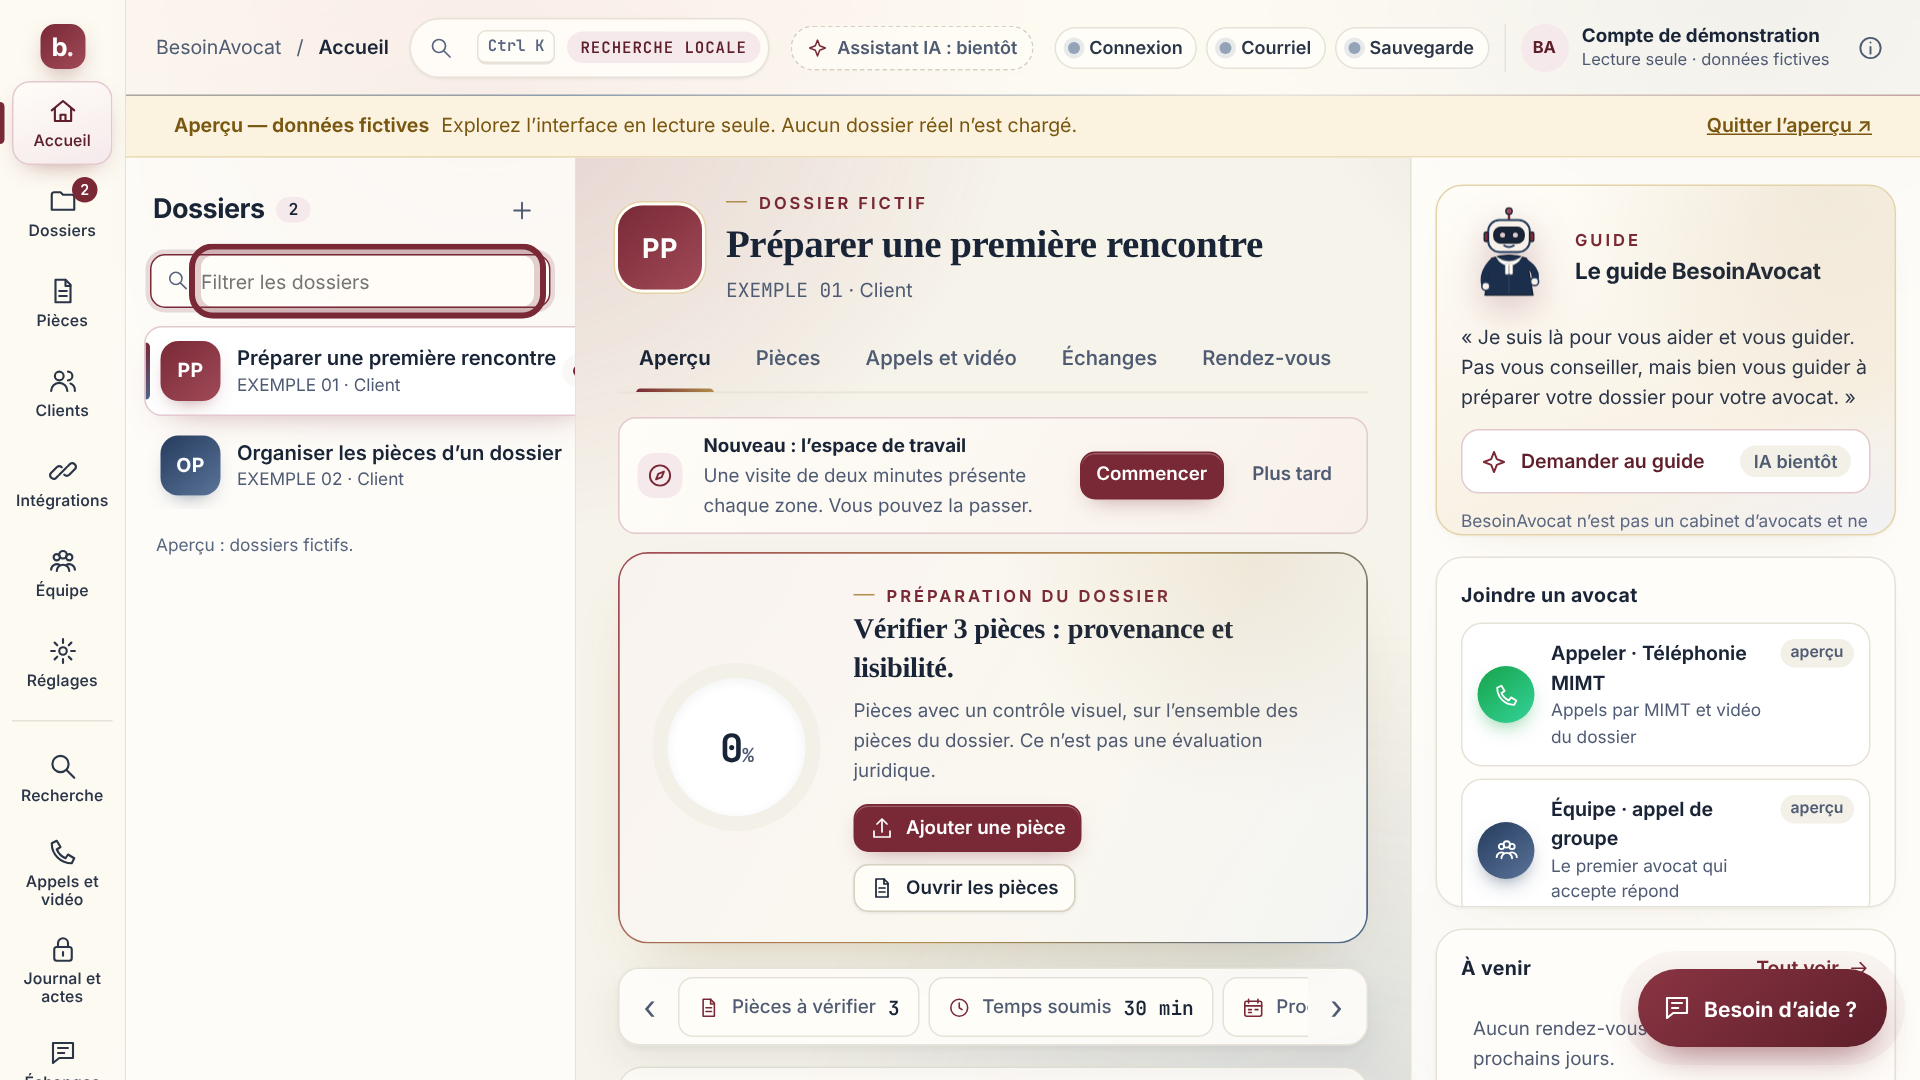 b.
Accueil
2
Dossiers
Pièces
Clients
Intégrations
Équipe
Réglages
Recherche
Appels et
vidéo
Journal et
actes
BesoinAvocat / Accueil
Ctrl K
RECHERCHE LOCALE
Assistant IA : bientôt
Connexion
Courriel
Sauvegarde
BA
Compte de démonstration
Lecture seule · données fictives
Aperçu — données fictives Explorez l’interface en lecture seule. Aucun dossier réel n’est chargé.
Quitter l’aperçu ↗
Dossiers 2
Filtrer les dossiers
PP
Préparer une première rencontre
EXEMPLE 01 · Client
OP
Organiser les pièces d’un dossier
EXEMPLE 02 · Client
Aperçu : dossiers fictifs.
PP
DOSSIER FICTIF
Préparer une première rencontre
EXEMPLE 01 · Client
Aperçu
Pièces
Appels et vidéo
Échanges
Rendez-vous
Nouveau : l’espace de travail
Une visite de deux minutes présente
chaque zone. Vous pouvez la passer.
Commencer
Plus tard
0%
PRÉPARATION DU DOSSIER
Vérifier 3 pièces : provenance et
lisibilité.
Pièces avec un contrôle visuel, sur l’ensemble des
pièces du dossier. Ce n’est pas une évaluation
juridique.
Ajouter une pièce
Ouvrir les pièces
Pièces à vérifier 3
Temps soumis 30 min
GUIDE
Le guide BesoinAvocat
« Je suis là pour vous aider et vous guider.
Pas vous conseiller, mais bien vous guider à
préparer votre dossier pour votre avocat. »
Demander au guide
IA bientôt
BesoinAvocat n’est pas un cabinet d’avocats et ne
Joindre un avocat
Appeler · Téléphonie
MIMT
aperçu
Appels par MIMT et vidéo
du dossier
Équipe · appel de
groupe
aperçu
Le premier avocat qui
accepte répond
À venir
Tout voir →
Aucun rendez-vous
prochains jours.
Besoin d’aide ?